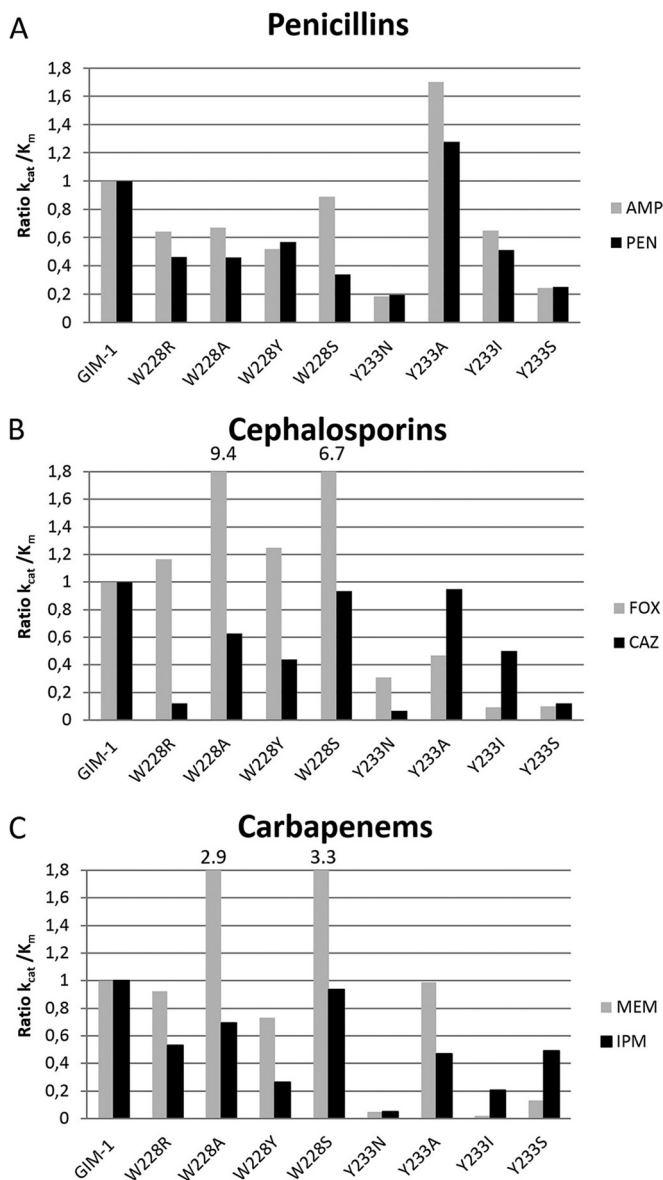 A
Penicillins
Ratio kcat /Km
1,8
1,6
1,4
1,2
1
0,8
0,6
0,4
0,2
0
AMP
PEN
GIM-1 W228R W228A W228Y W228S Y233N Y233A Y233I Y233S
B
Cephalosporins
9.4 6.7
Ratio kcat /Km
1,8
1,6
1,4
1,2
1
0,8
0,6
0,4
0,2
0
FOX
CAZ
GIM-1 W228R W228A W228Y W228S Y233N Y233A Y233I Y233S
C
Carbapenems
2.9 3.3
Ratio kcat /Km
1,8
1,6
1,4
1,2
1
0,8
0,6
0,4
0,2
0
MEM
IPM
GIM-1 W228R W228A W228Y W228S Y233N Y233A Y233I Y233S